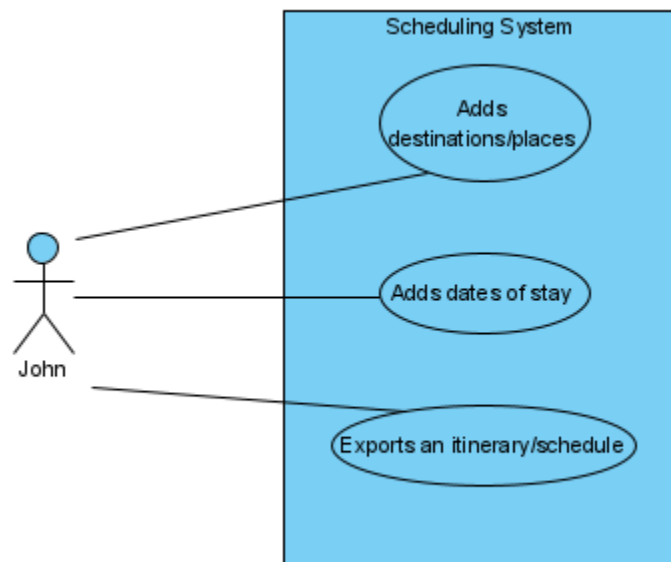 Scheduling System
Adds
destinations/places
Adds dates of stay
John
Exports an itinerary/schedule